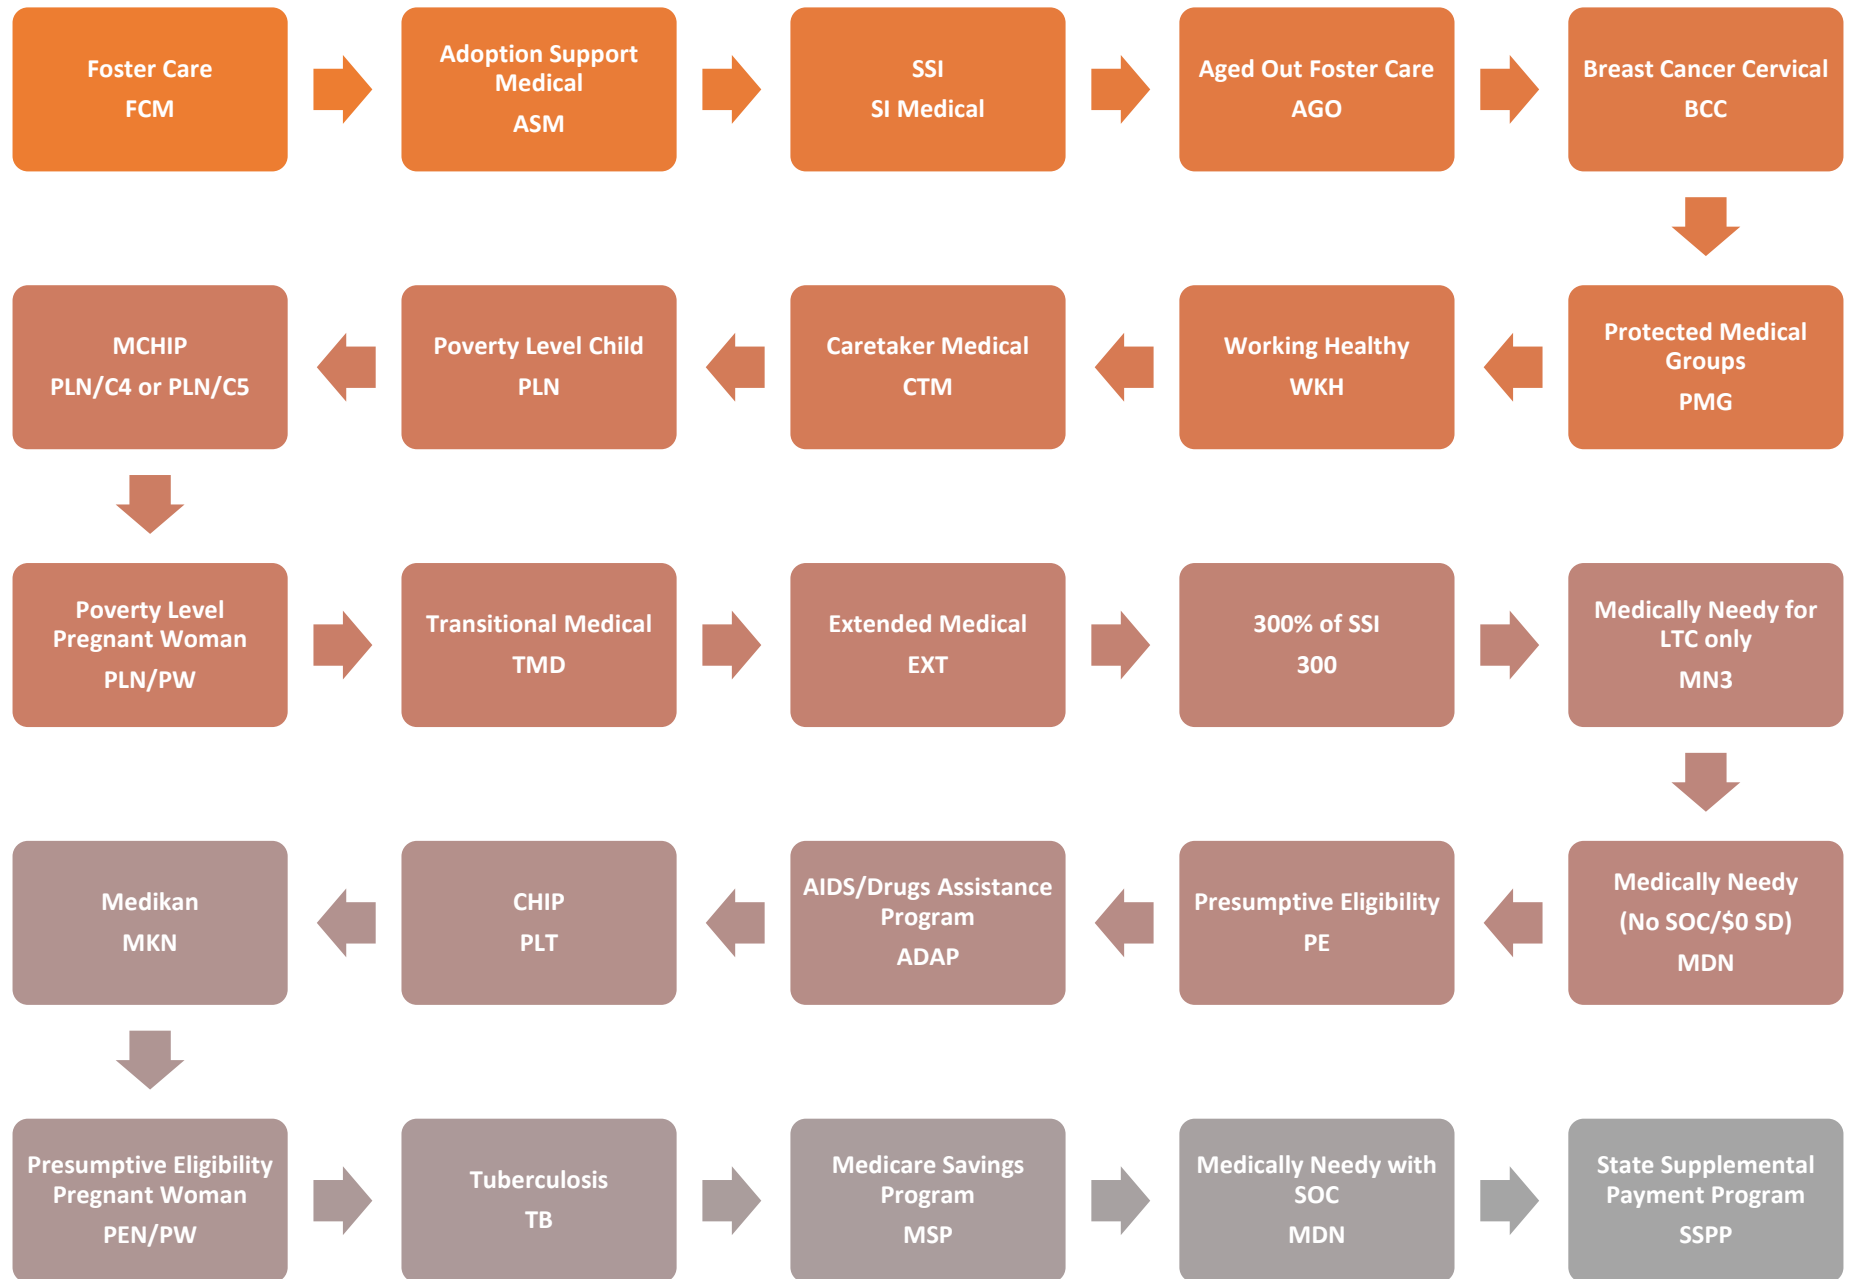 Foster Care
FCM
Adoption Support
Medical
ASM
SSI
SI Medical
Aged Out Foster Care
AGO
Breast Cancer Cervical
BCC
Protected Medical
Groups
PMG
Working Healthy
WKH
Caretaker Medical
CTM
Poverty Level Child
PLN
MCHIP
PLN/C4 or PLN/C5
Poverty Level
Pregnant Woman
PLN/PW
Transitional Medical
TMD
Extended Medical
EXT
300% of SSI
300
Medically Needy for
LTC only
MN3
Medically Needy
(No SOC/$0 SD)
MDN
Presumptive Eligibility
PE
AIDS/Drugs Assistance
Program
ADAP
CHIP
PLT
Medikan
MKN
Presumptive Eligibility
Pregnant Woman
PEN/PW
Tuberculosis
TB
Medicare Savings
Program
MSP
Medically Needy with
SOC
MDN
State Supplemental
Payment Program
SSPP